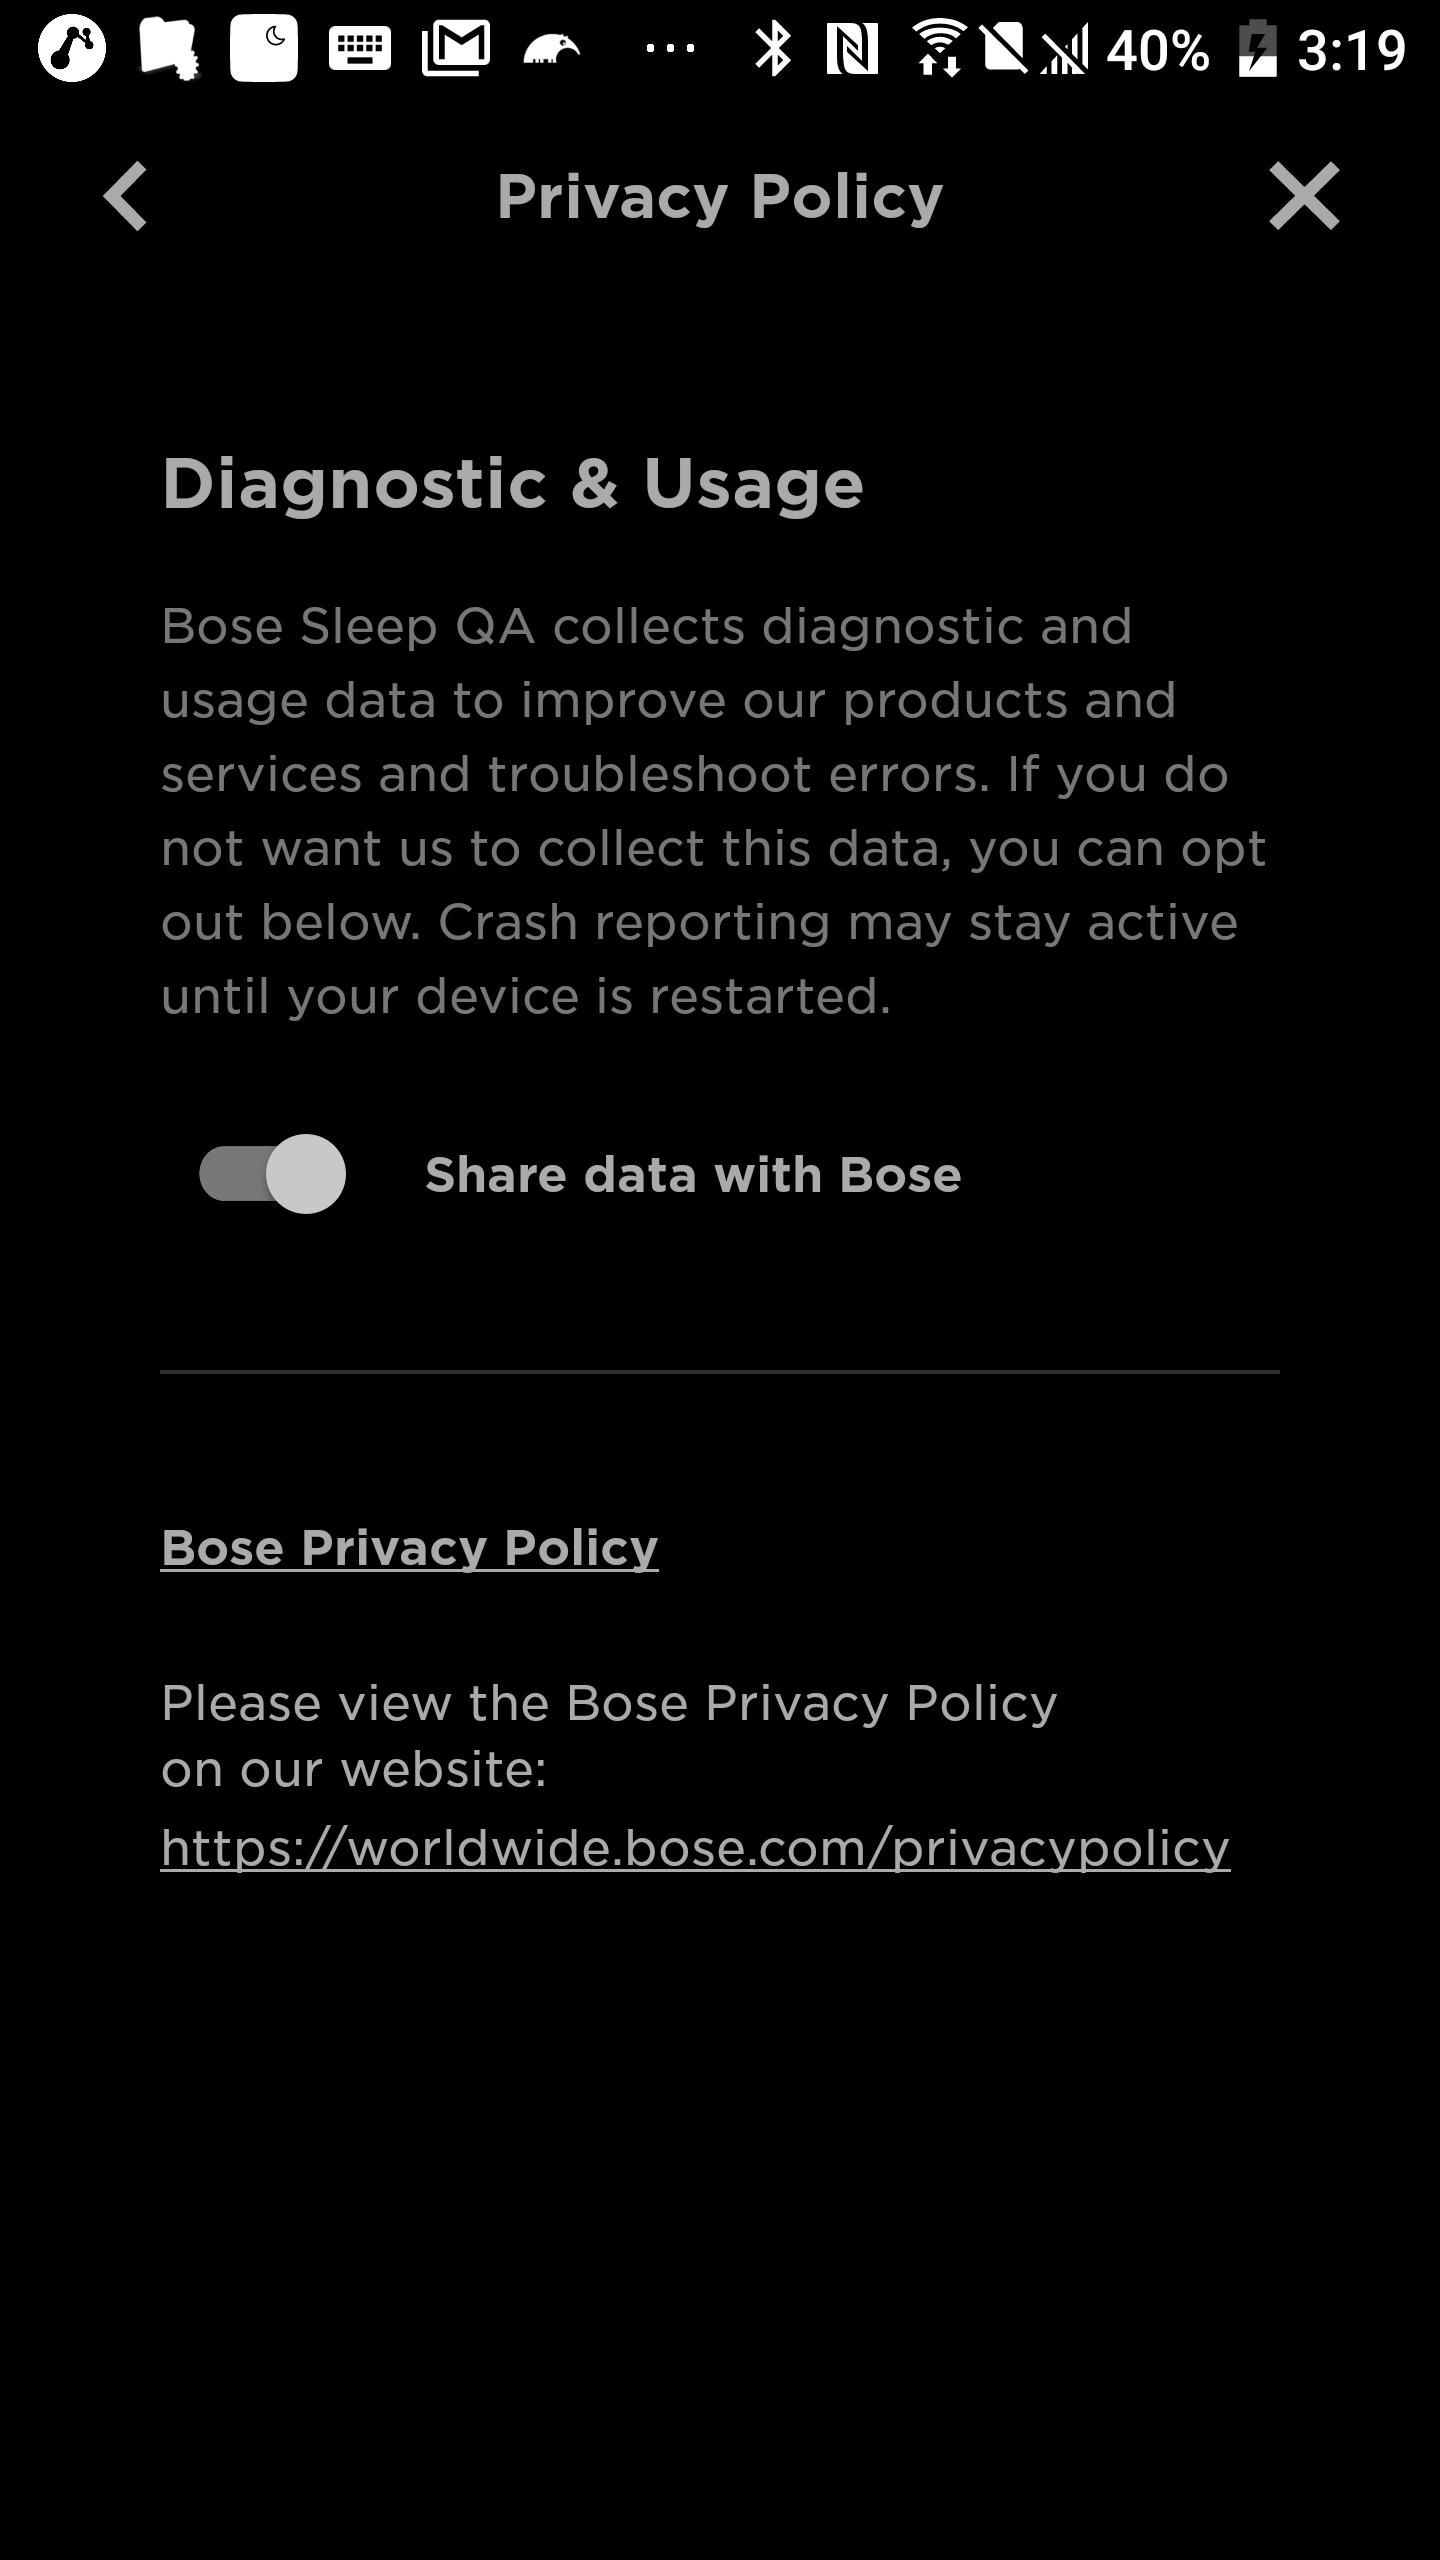 40% 3:19
Privacy Policy
Diagnostic & Usage
Bose Sleep QA collects diagnostic and
usage data to improve our products and
services and troubleshoot errors. If you do
not want us to collect this data, you can opt
out below. Crash reporting may stay active
until your device is restarted.
Share data with Bose
Bose Privacy Policy
Please view the Bose Privacy Policy
on our website:
https://worldwide.bose.com/privacypolicy